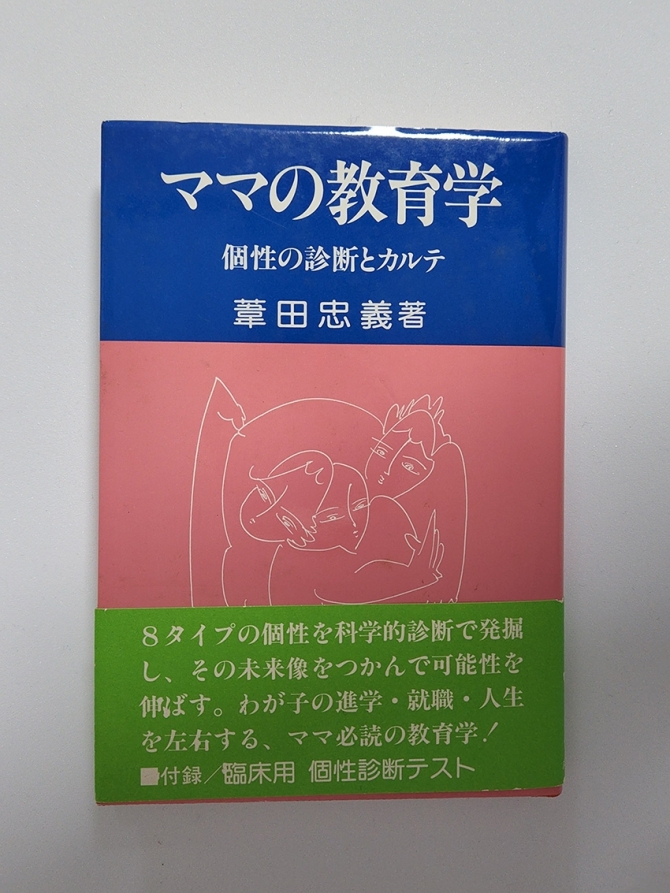 ママの教育学
個性の診断とカルテ
葦田忠義著
8タイプの個性を科学的診断で発掘
し、その未来像をつかんで可能性を
伸ばす。わが子の進学・就職・人生
を左右する、ママ必読の教育学!
■付録/臨床用 個性診断テスト